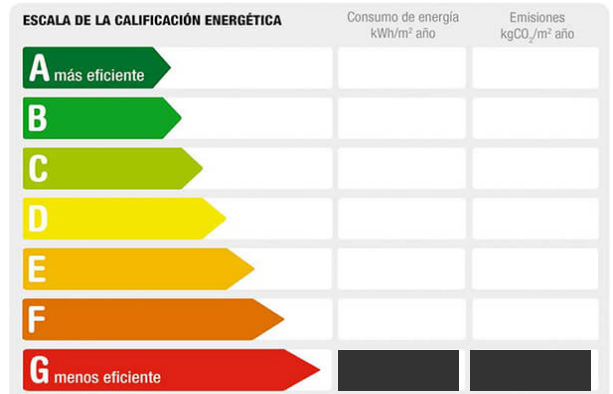 ESCALA DE LA CALIFICACIÓN ENERGÉTICA
Consumo de energía
kWh/m² año
Emisiones
kgCO₂/m² año
A más eficiente
B
C
D
E
F
G menos eficiente